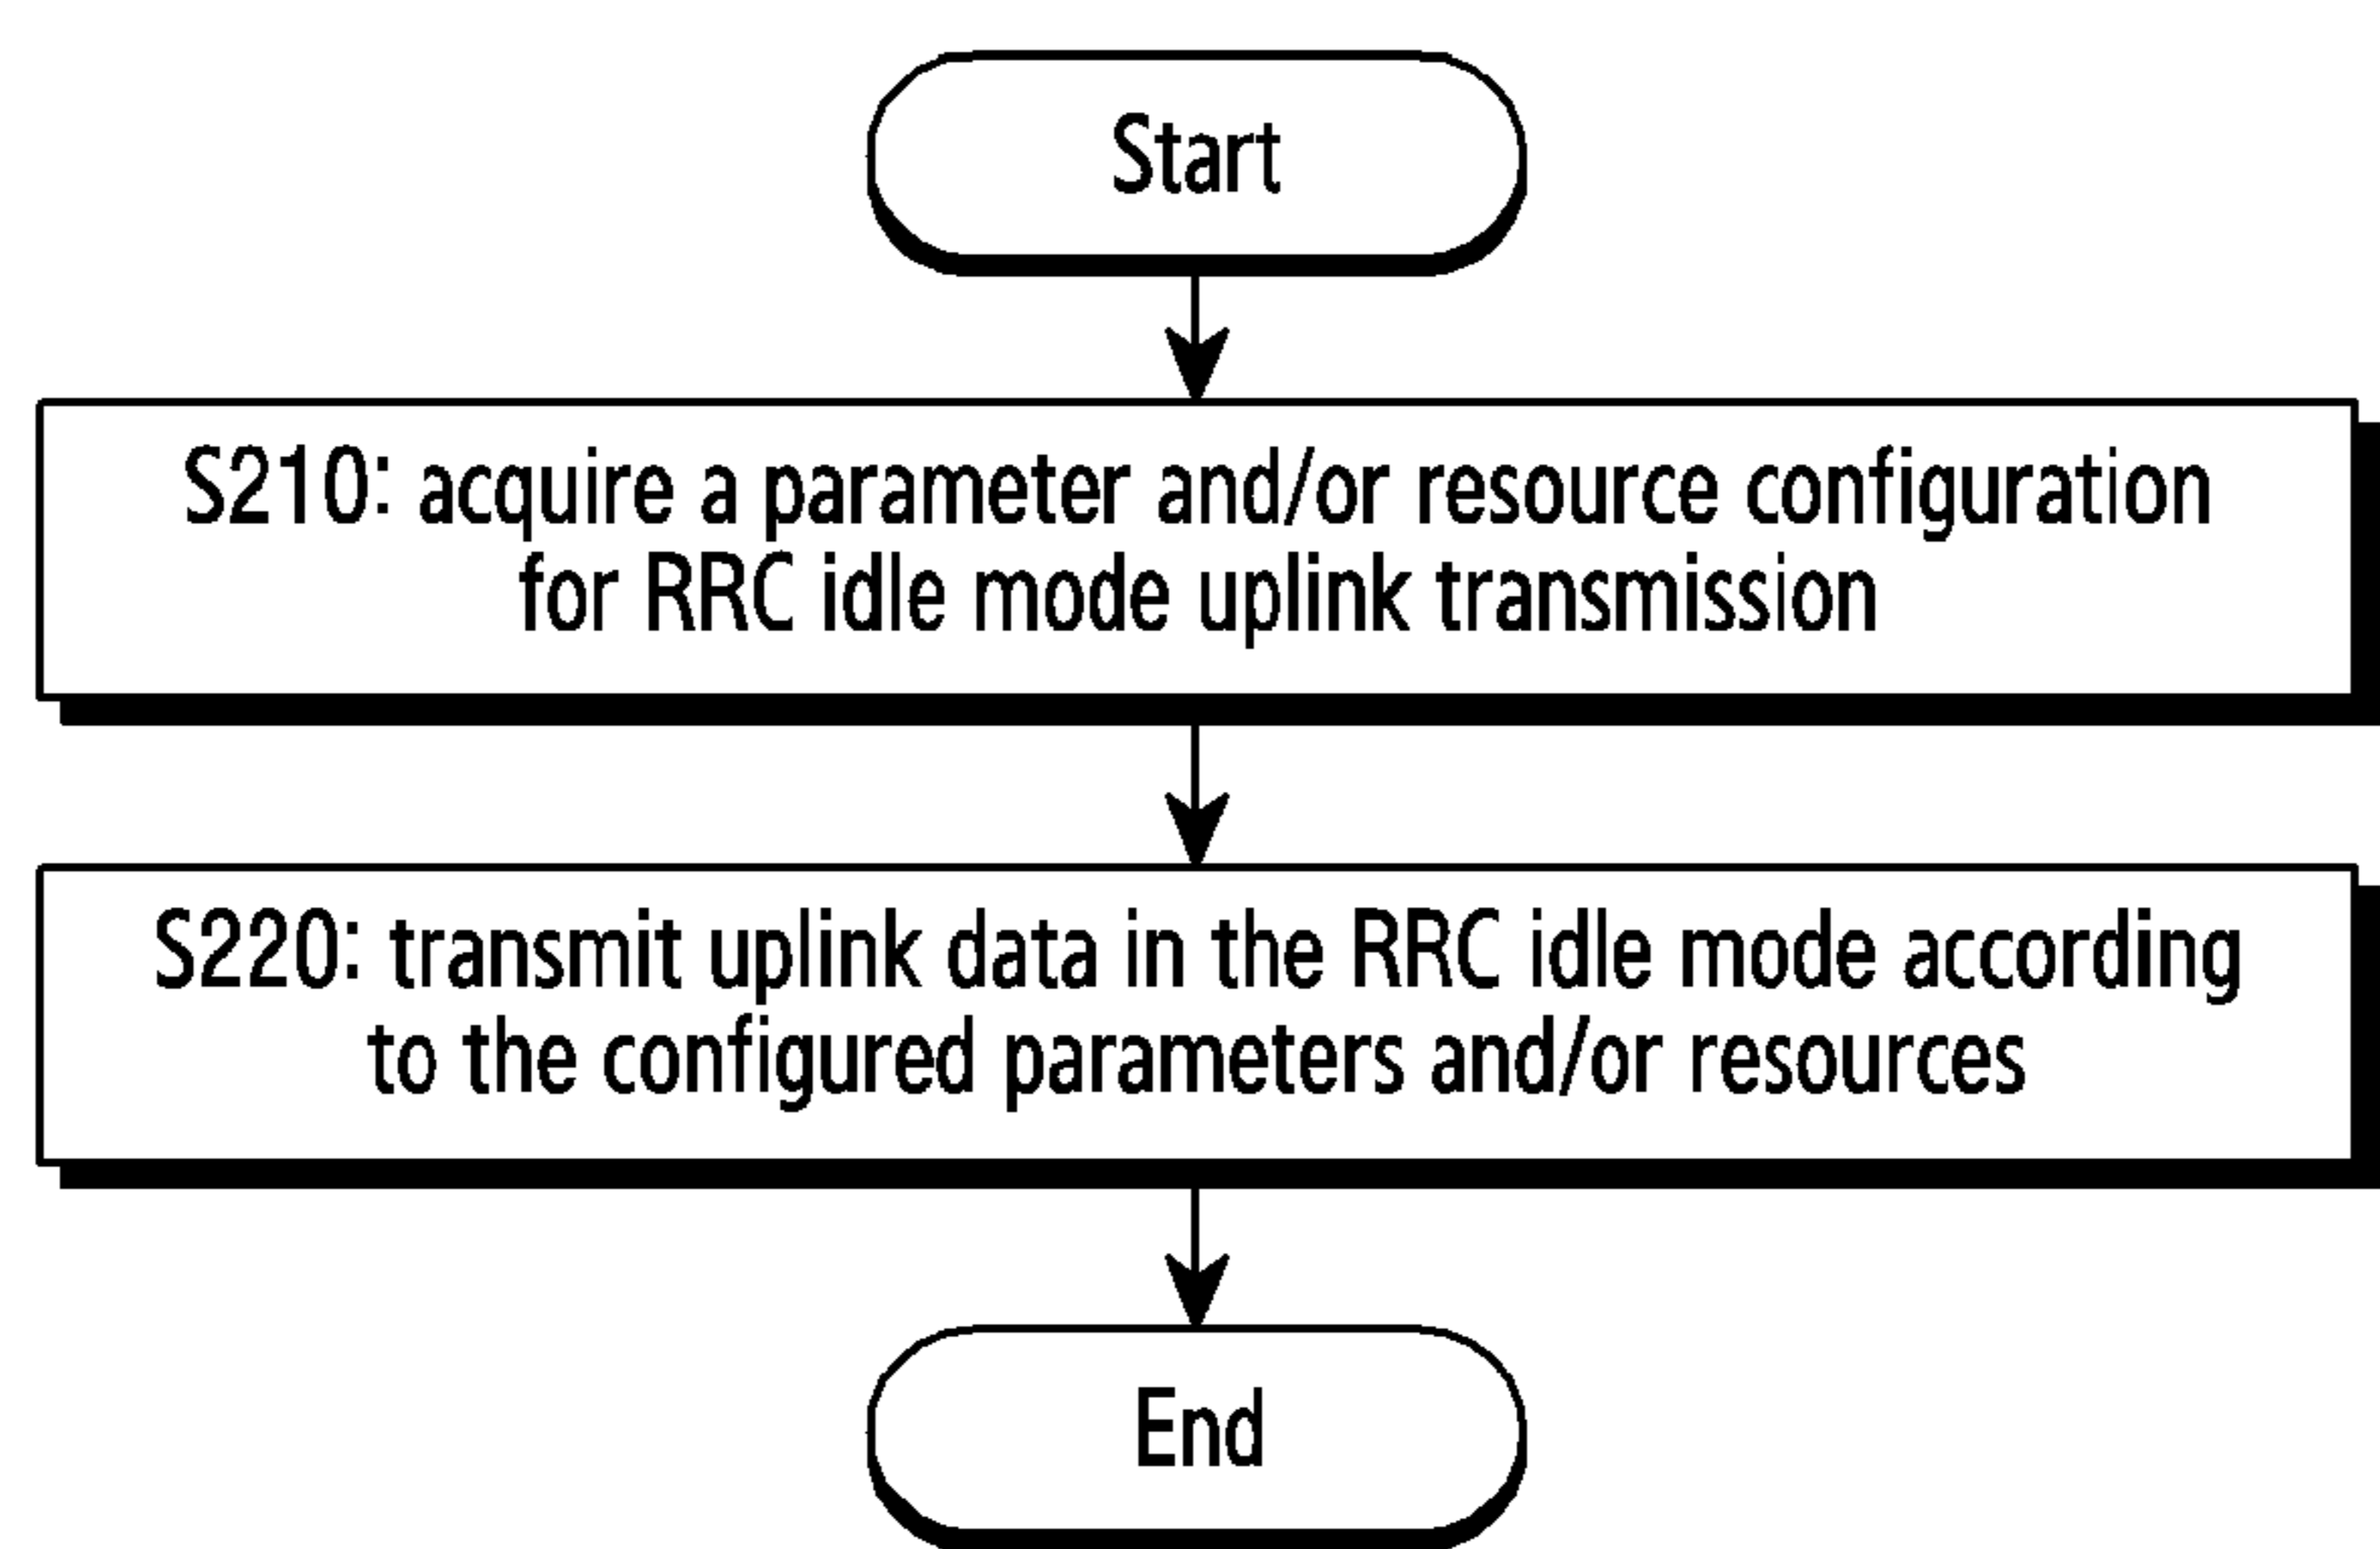 Start
S210: acquire a parameter and/or resource configuration
for RRC idle mode uplink transmission
S220: transmit uplink data in the RRC idle mode according
to the configured parameters and/or resources
End